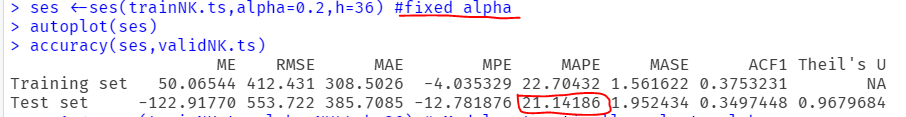 > ses <-ses(trainNK.ts,alpha=0.2,h=36) #fixed alpha
> autoplot(ses)
> accuracy(ses,validNK.ts)
ME RMSE MAE MPE MAPE MASE ACF1 Theil's U
Training set 50.06544 412.431 308.5026 -4.035329 22.70432 1.561622 0.3753231 NA
Test set -122.91770 553.722 385.7085 -12.781876 21.14186 1.952434 0.3497448 0.9679684